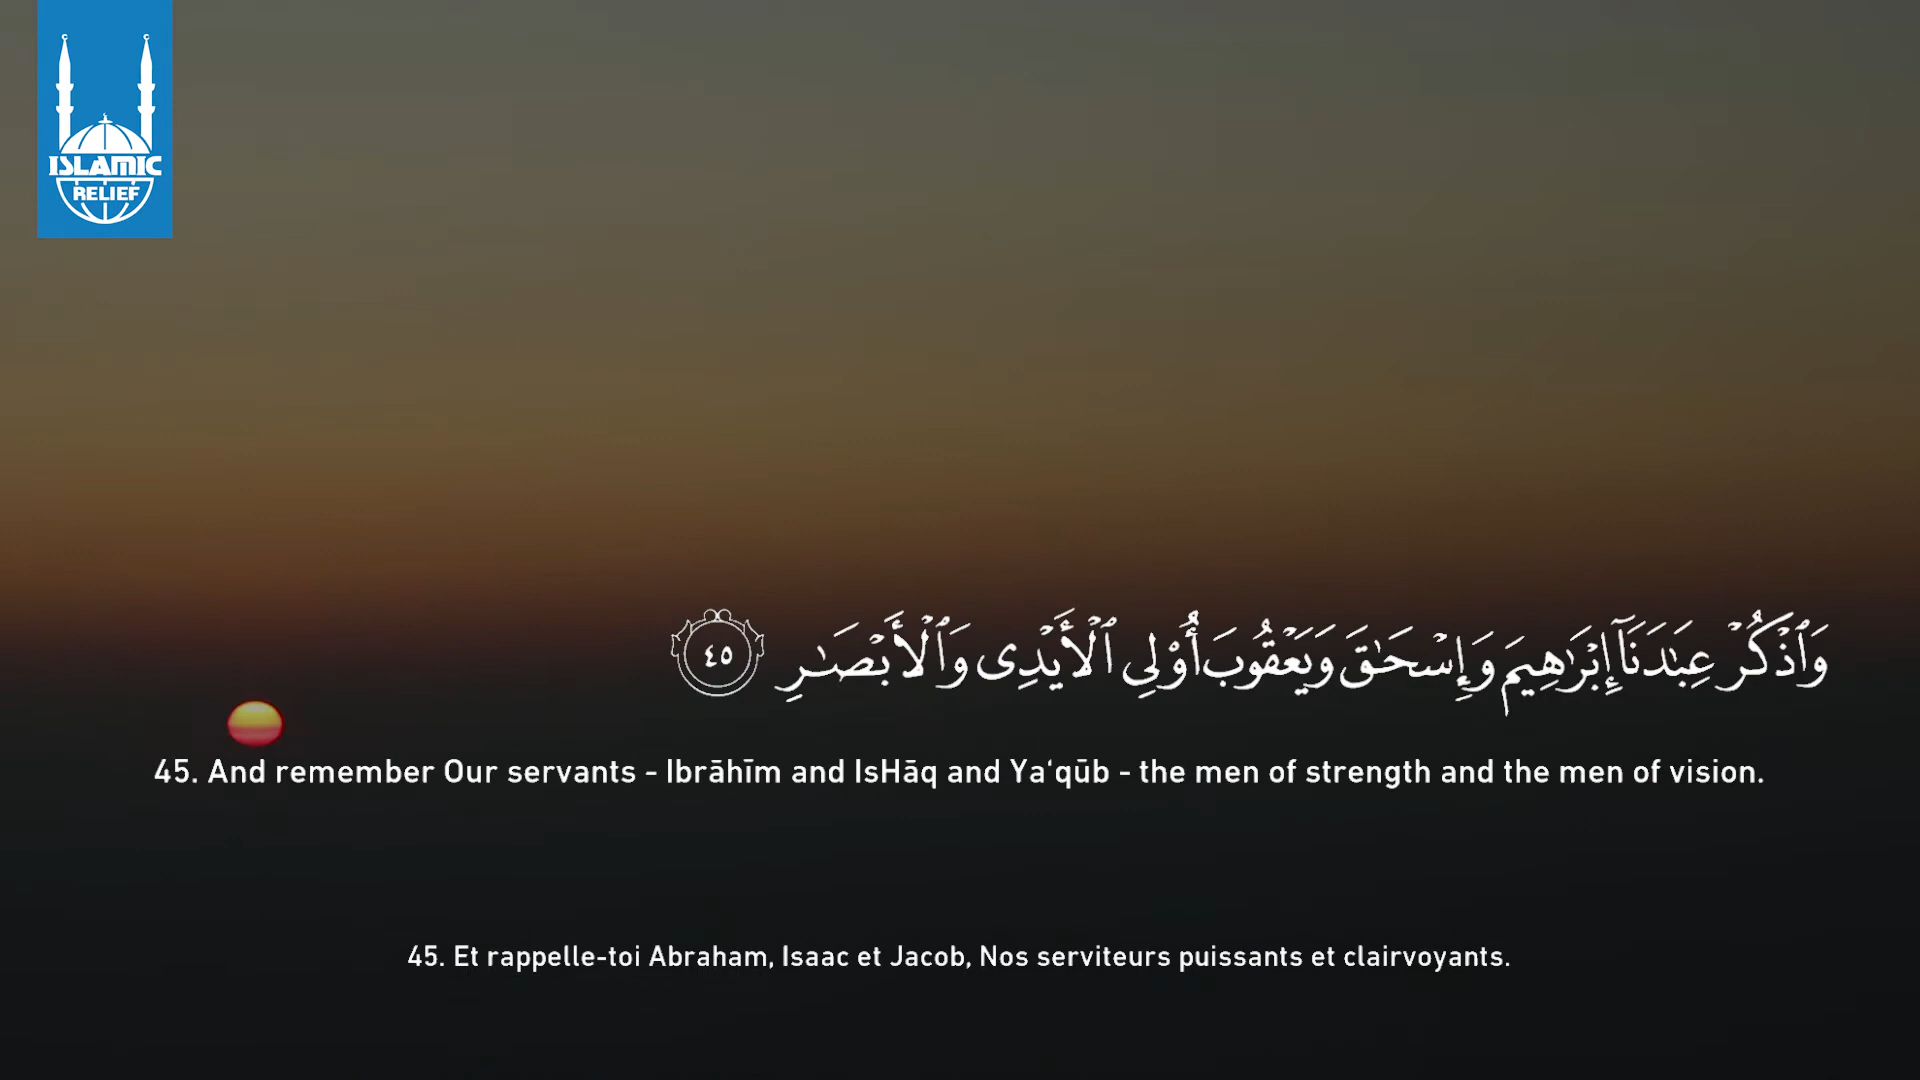 ISLAMIC
RELIEF
وَٱذۡكُرۡ عِبَٰدَنَآ إِبۡرَٰهِيمَ وَإِسۡحَٰقَ وَيَعۡقُوبَ أُوْلِي ٱلۡأَيۡدِي وَٱلۡأَبۡصَٰرِ ٤٥
45. And remember Our servants - Ibrāhīm and IsHāq and Ya‘qūb - the men of strength and the men of vision.
45. Et rappelle-toi Abraham, Isaac et Jacob, Nos serviteurs puissants et clairvoyants.